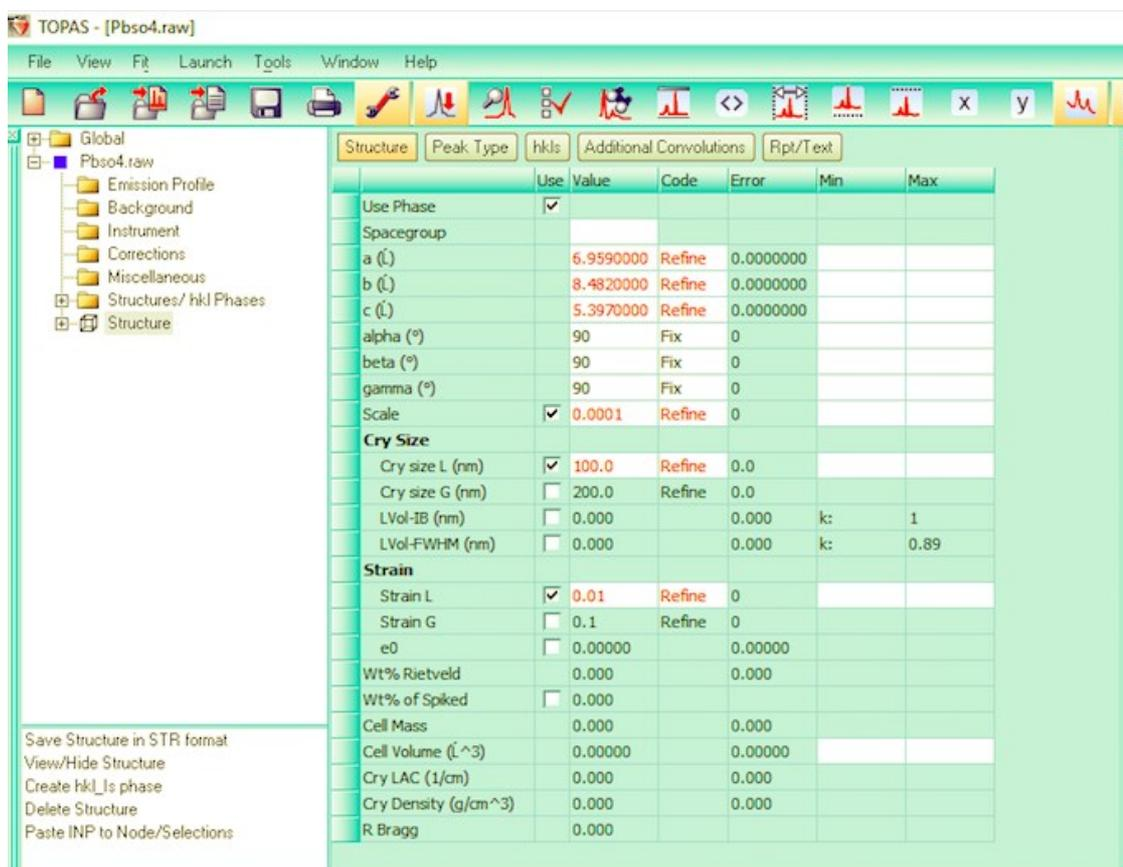 TOPAS - [Pbso4.raw]
File View Fit Launch Tools Window Help
<> x y
Global
Pbso4.raw
Emission Profile
Background
Instrument
Corrections
Miscellaneous
Structures/ hkl Phases
Structure
Save Structure in STR format
View/Hide Structure
Create hkl_Is phase
Delete Structure
Paste INP to Node/Selections
Structure Peak Type hkls Additional Convolutions Rpt/Text
Use Value Code Error Min Max
Use Phase
Spacegroup
a (Ĺ) 6.9590000 Refine 0.0000000
b (Ĺ) 8.4820000 Refine 0.0000000
c (Ĺ) 5.3970000 Refine 0.0000000
alpha (º) 90 Fix 0
beta (º) 90 Fix 0
gamma (º) 90 Fix 0
Scale 0.0001 Refine 0
Cry Size
Cry size L (nm) 100.0 Refine 0.0
Cry size G (nm) 200.0 Refine 0.0
LVol-IB (nm) 0.000 0.000 k: 1
LVol-FWHM (nm) 0.000 0.000 k: 0.89
Strain
Strain L 0.01 Refine 0
Strain G 0.1 Refine 0
e0 0.00000 0.00000
Wt% Rietveld 0.000 0.000
Wt% of Spiked 0.000
Cell Mass 0.000 0.000
Cell Volume (Ĺ^3) 0.00000 0.00000
Cry LAC (1/cm) 0.000 0.000
Cry Density (g/cm^3) 0.000 0.000
R Bragg 0.000